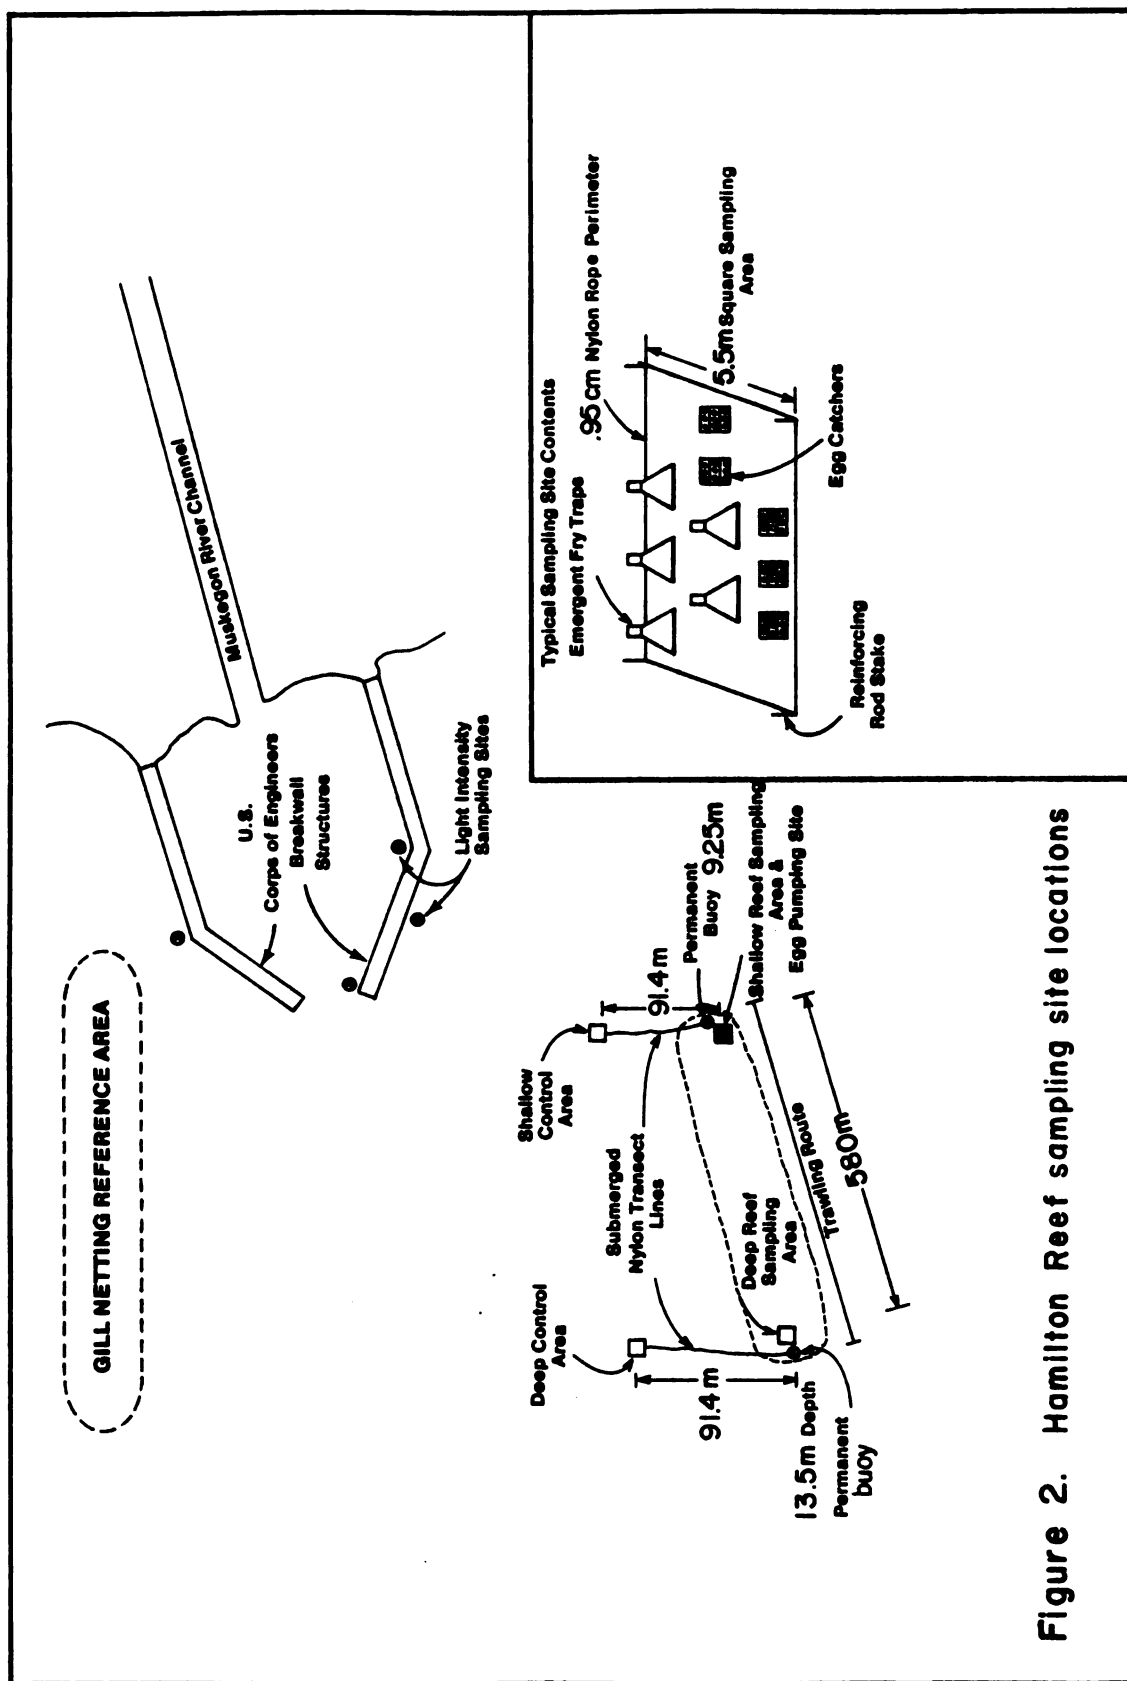 GILL NETTING REFERENCE AREA
Muskegon River Channel
U.S.
Corps of Engineers
Breakwall
Structures
Light Intensity
Sampling Sites
Shallow
Control
Area
91.4m
Permanent
Buoy 9.25m
Shallow Reef Sampling
Area &
Egg Pumping Site
Submerged
Nylon Transect
Lines
Deep Control
Area
91.4 m
Deep Reef
Sampling
Area
Trawling Route
580m
13.5m Depth
Permanent
buoy
Typical Sampling Site Contents
Emergent Fry Traps
.95 cm Nylon Rope Perimeter
5.5m Square Sampling
Area
Egg Catchers
Reinforcing
Rod Stake
Figure 2. Hamilton Reef sampling site locations